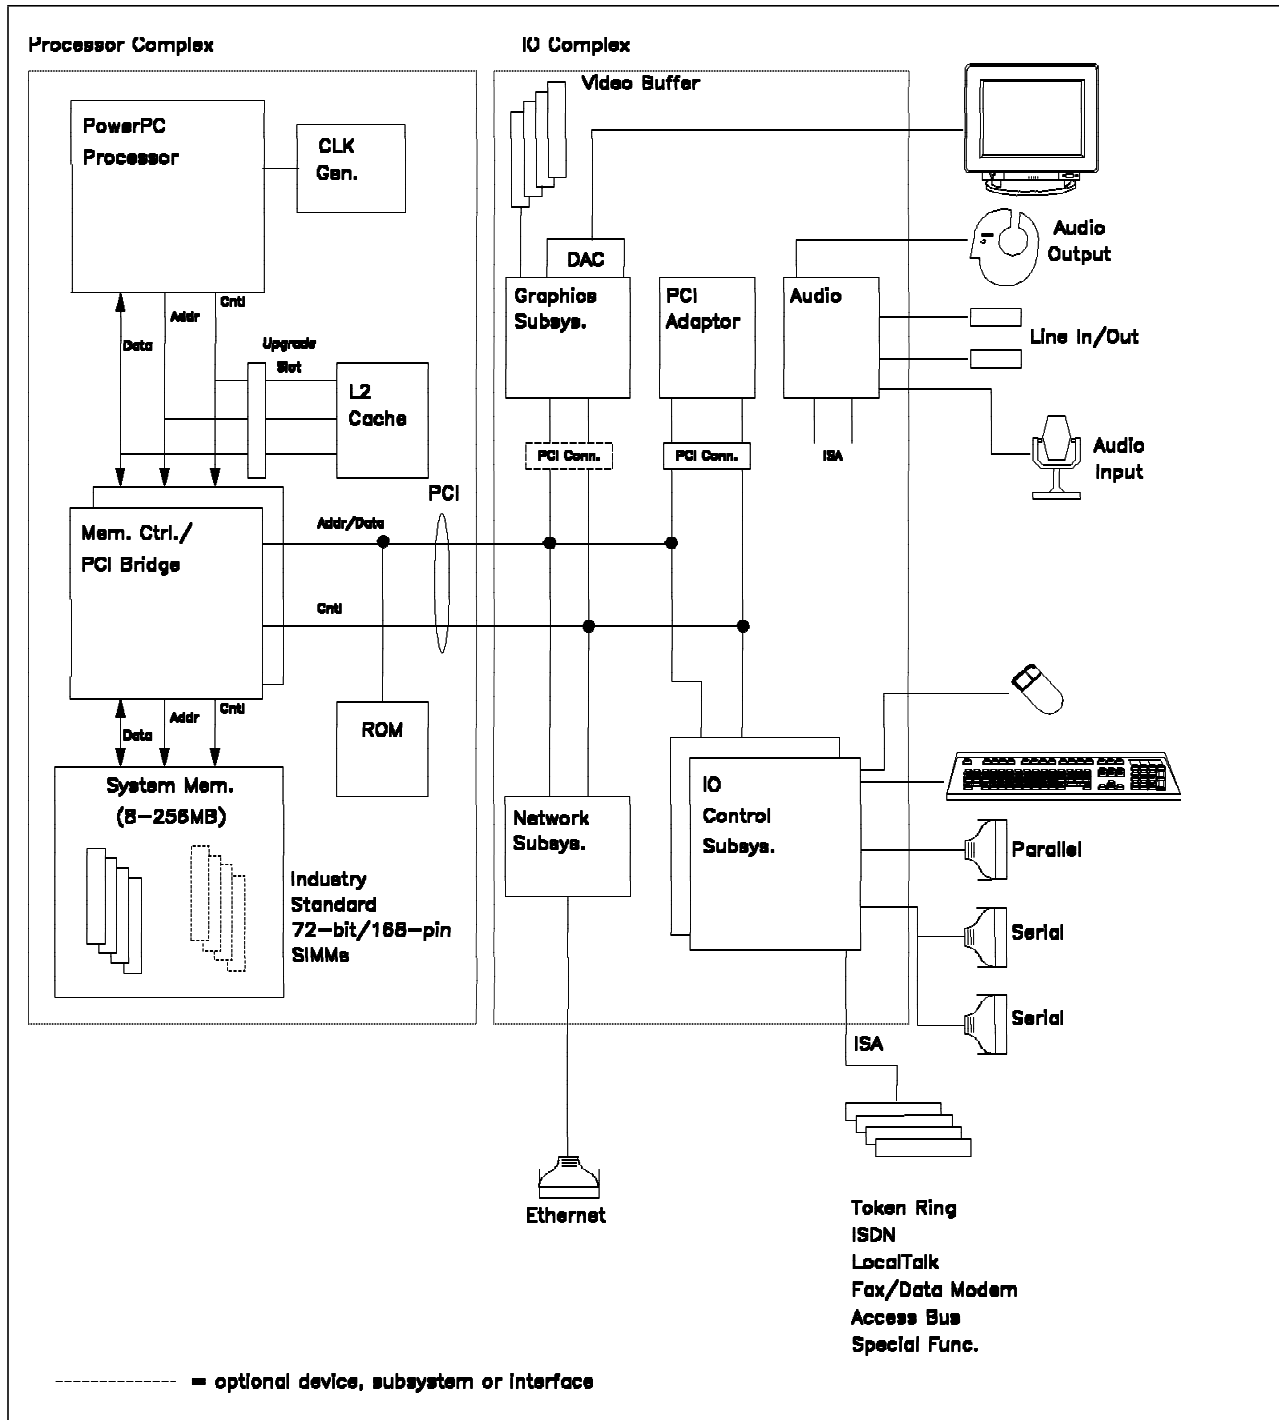 Processor Complex
IO Complex
Video Buffer
PowerPC
Processor
CLK
Gen.
Audio
Output
DAC
Graphics
Subsys.
PCI
Adaptor
Audio
Cntl
Addr
Data
Upgrade
Slot
Line In/Out
L2
Cache
PCI Conn.
PCI Conn.
ISA
Audio
Input
PCI
Addr/Data
Mem. Ctrl./
PCI Bridge
Cntl
Data
Addr
Cntl
ROM
System Mem.
(8-256MB)
IO
Control
Subsys.
Network
Subsys.
Parallel
Industry
Standard
72-bit/168-pin
SIMMs
Serial
Serial
ISA
Ethernet
Token Ring
ISDN
LocalTalk
Fax/Data Modem
Access Bus
Special Func.
= optional device, subsystem or interface